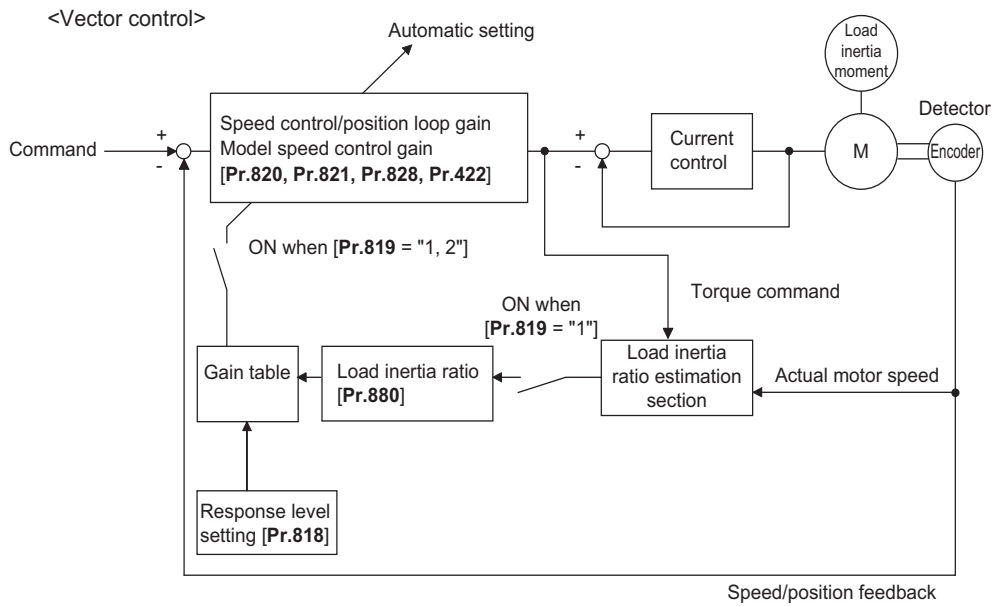 <Vector control>
Automatic setting
Load
inertia
moment
Detector
Command
+
-
Speed control/position loop gain
Model speed control gain
[Pr.820, Pr.821, Pr.828, Pr.422]
+
-
Current
control
M
Encoder
ON when [Pr.819 = "1, 2"]
Torque command
ON when
[Pr.819 = "1"]
Gain table
Load inertia ratio
[Pr.880]
Load inertia
ratio estimation
section
Actual motor speed
Response level
setting [Pr.818]
Speed/position feedback